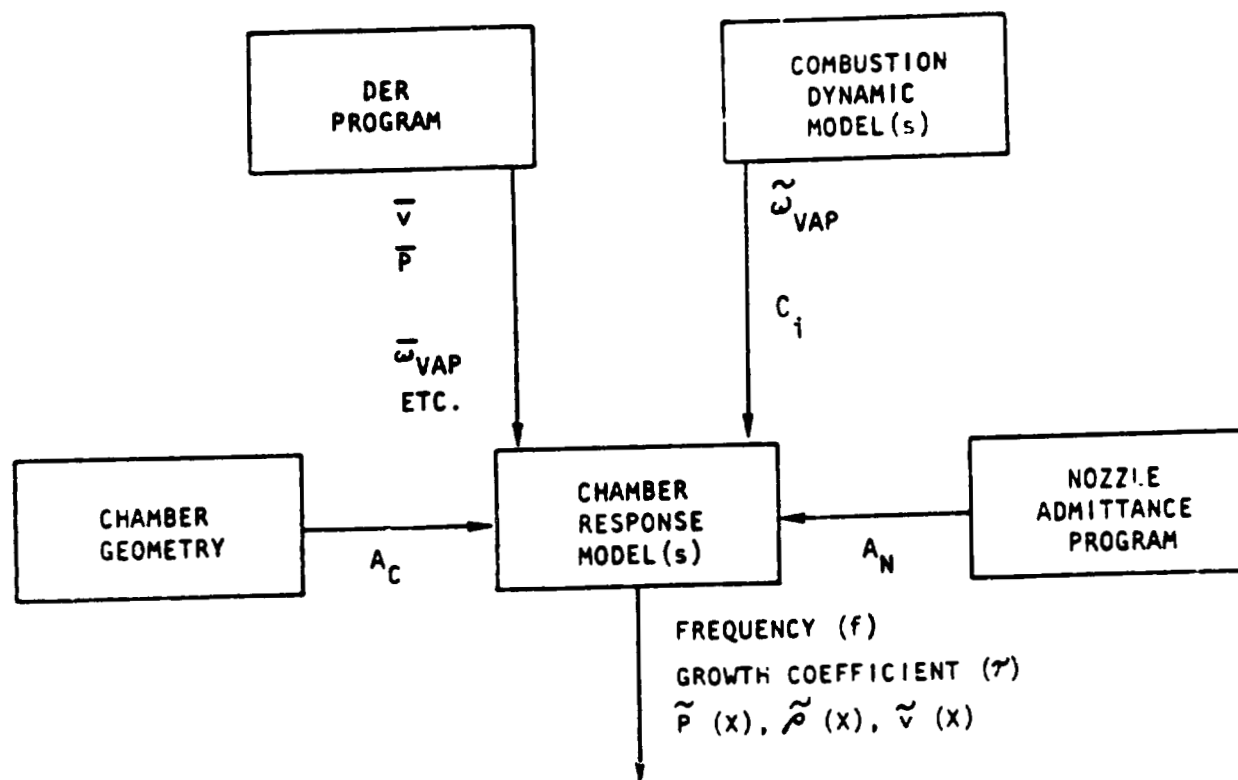 DER
PROGRAM
COMBUSTION
DYNAMIC
MODEL(s)
v̅
P̅
ω̅VAP
ETC.
ω̃VAP
Ci
CHAMBER
GEOMETRY
AC
CHAMBER
RESPONSE
MODEL(s)
AN
NOZZLE
ADMITTANCE
PROGRAM
FREQUENCY (f)
GROWTH COEFFICIENT (γ)
P̃ (X), ρ̃ (X), ṽ (X)